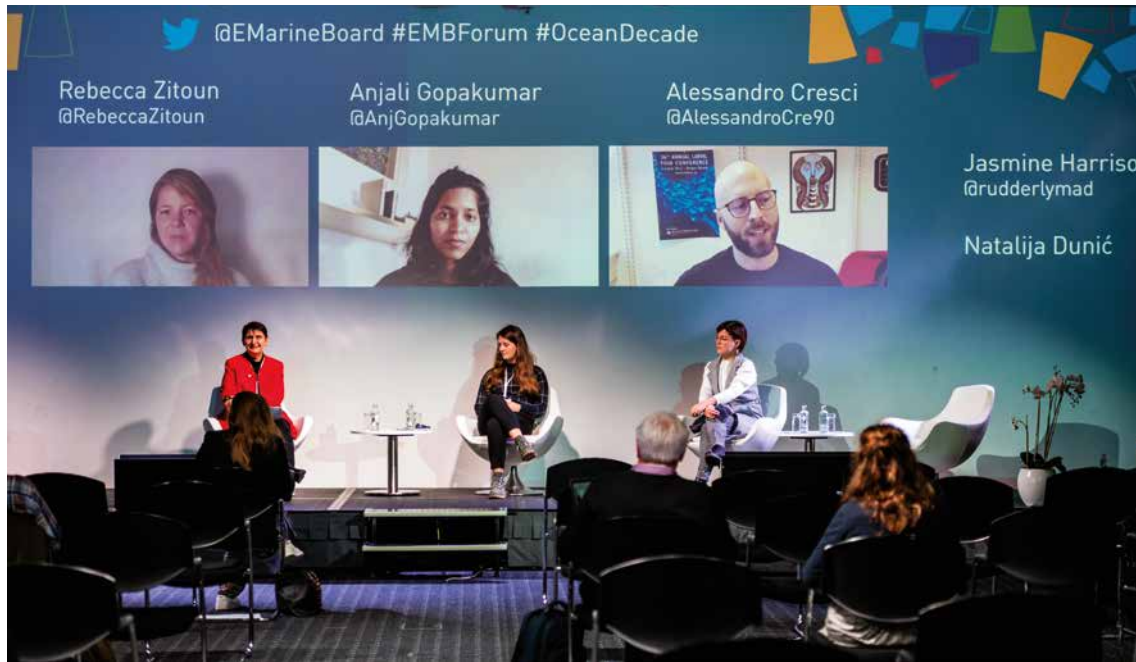 @EMarineBoard #EMBForum #OceanDecade
Rebecca Zitoun
@RebeccaZitoun
Anjali Gopakumar
@AnjGopakumar
Alessandro Cresci
@AlessandroCre90
Jasmine Harriso
@rudderlymad
Natalija Dunić